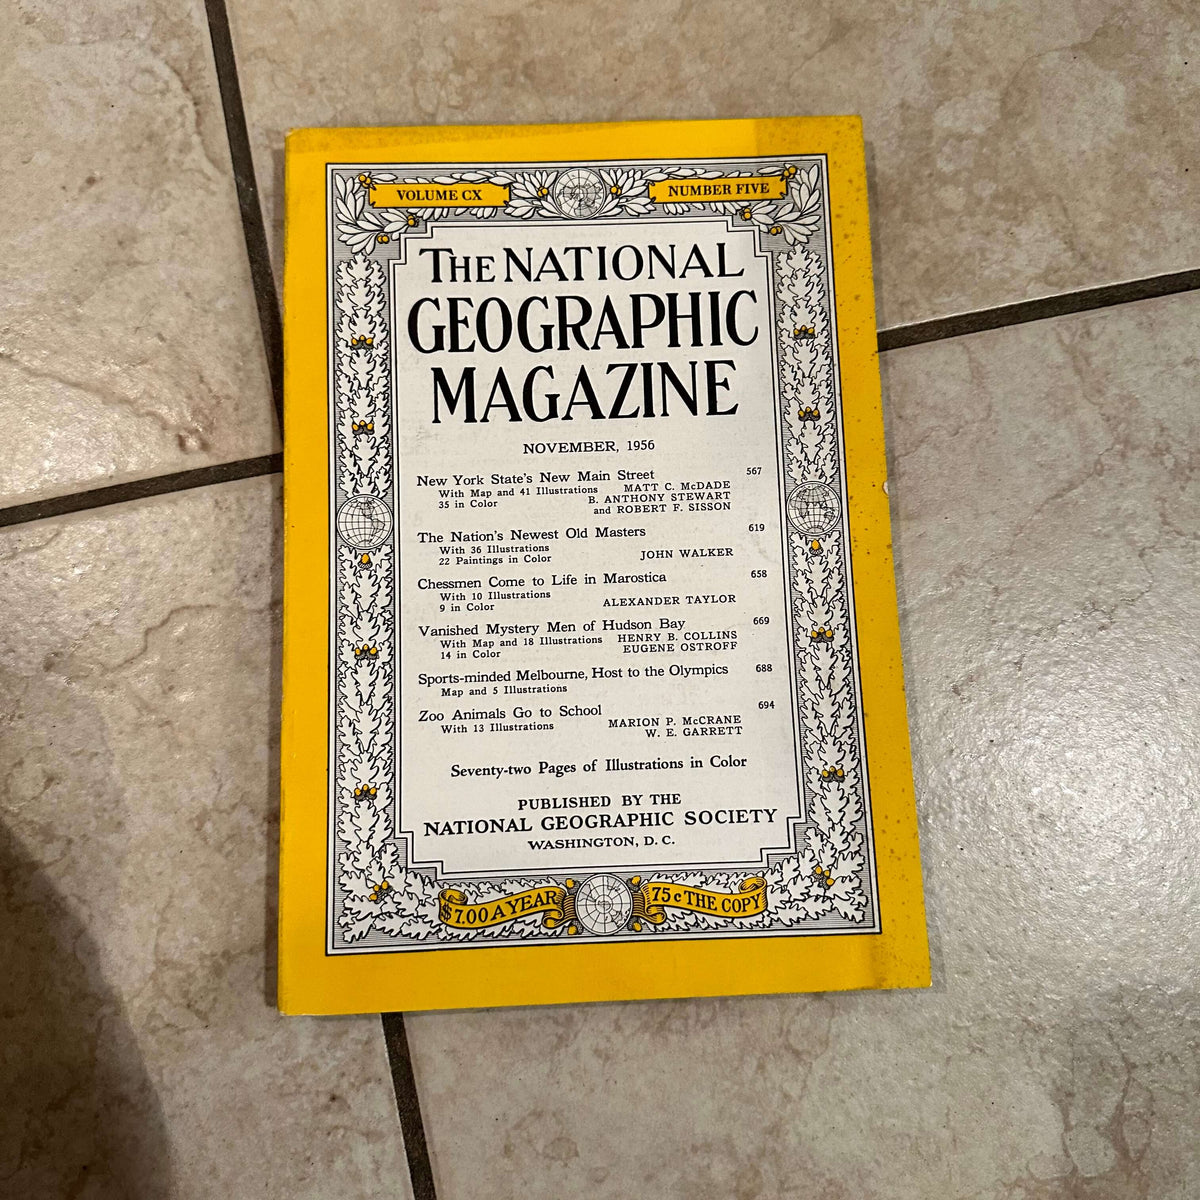 VOLUME CX
NUMBER FIVE
THE NATIONAL
GEOGRAPHIC
MAGAZINE
NOVEMBER, 1956
New York State's New Main Street 567
With Map and 41 Illustrations MATT C. McDADE
35 in Color B. ANTHONY STEWART
and ROBERT F. SISSON
The Nation's Newest Old Masters 619
With 36 Illustrations
22 Paintings in Color JOHN WALKER
Chessmen Come to Life in Marostica 658
With 10 Illustrations
9 in Color ALEXANDER TAYLOR
Vanished Mystery Men of Hudson Bay 669
With Map and 18 Illustrations HENRY B. COLLINS
14 in Color EUGENE OSTROFF
Sports-minded Melbourne, Host to the Olympics 688
Map and 5 Illustrations
Zoo Animals Go to School 694
With 13 Illustrations MARION P. McCRANE
W. E. GARRETT
Seventy-two Pages of Illustrations in Color
PUBLISHED BY THE
NATIONAL GEOGRAPHIC SOCIETY
WASHINGTON, D. C.
$7.00 A YEAR
75c THE COPY